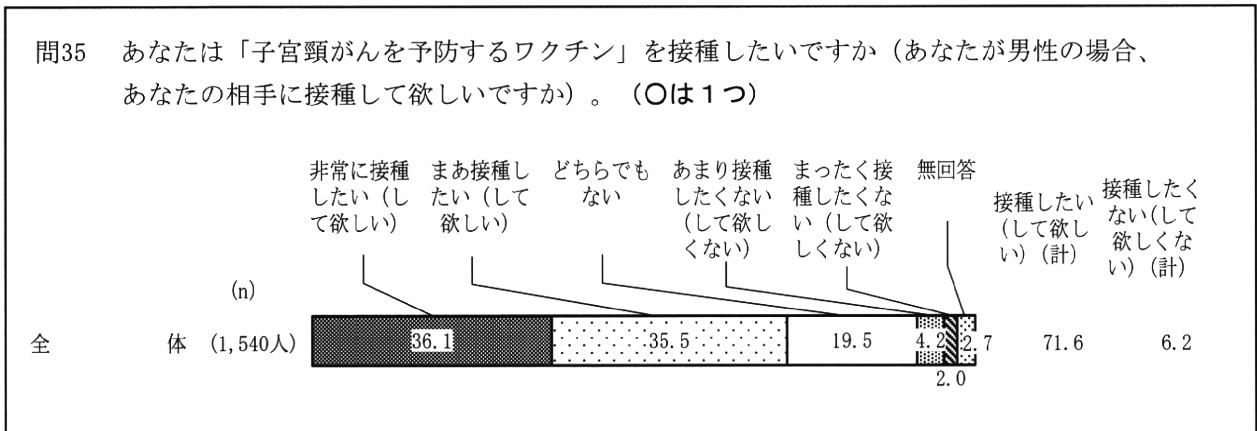 問35　あなたは「子宮頸がんを予防するワクチン」を接種したいですか（あなたが男性の場合、
あなたの相手に接種して欲しいですか）。（○は１つ）
非常に接種
したい（し
て欲しい）
まあ接種し
たい（して
欲しい）
どちらでも
ない
あまり接種
したくない
（して欲し
くない）
まったく接
種したくな
い（して欲
しくない）
無回答
接種したい
（して欲し
い）（計）
接種したく
ない（して
欲しくな
い）（計）
(n)
全　体 (1,540人) 36.1 35.5 19.5 4.2 2.7 71.6 6.2
2.0